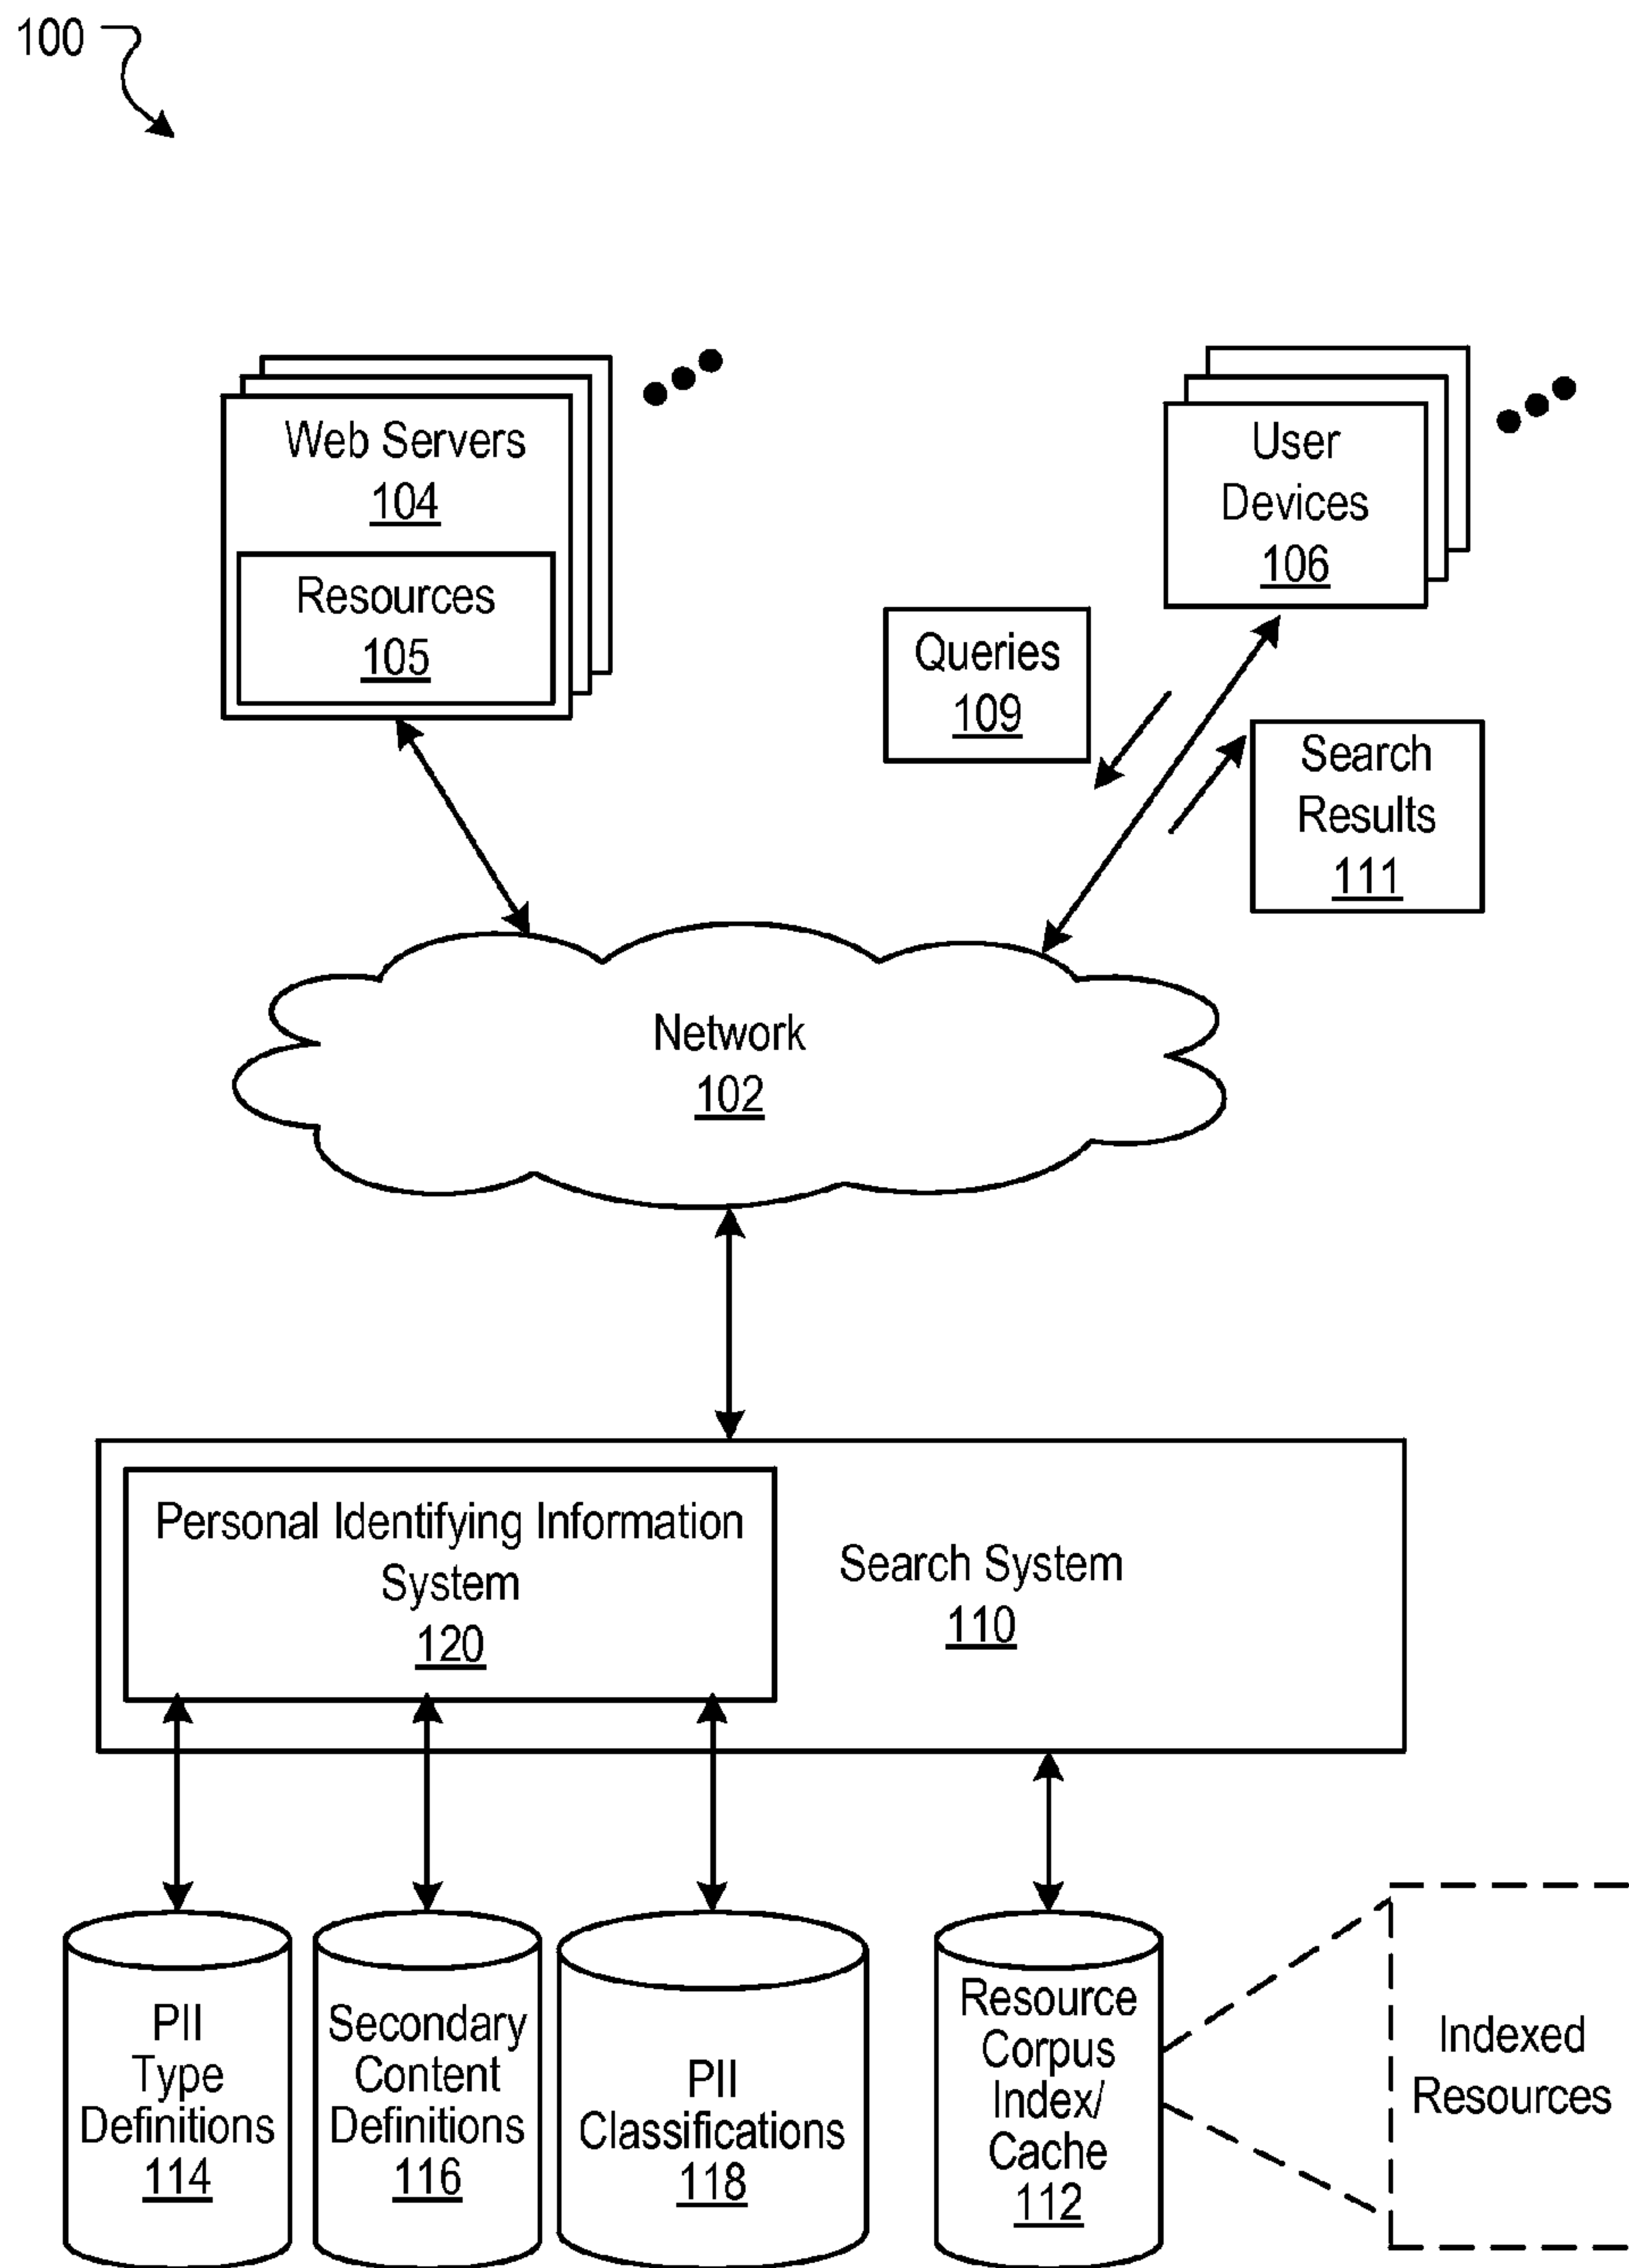 100
Web Servers
104
Resources
105
User
Devices
106
Queries
109
Search
Results
111
Network
102
Personal Identifying Information
System
120
Search System
110
PII
Type
Definitions
114
Secondary
Content
Definitions
116
PII
Classifications
118
Resource
Corpus
Index/
Cache
112
Indexed
Resources